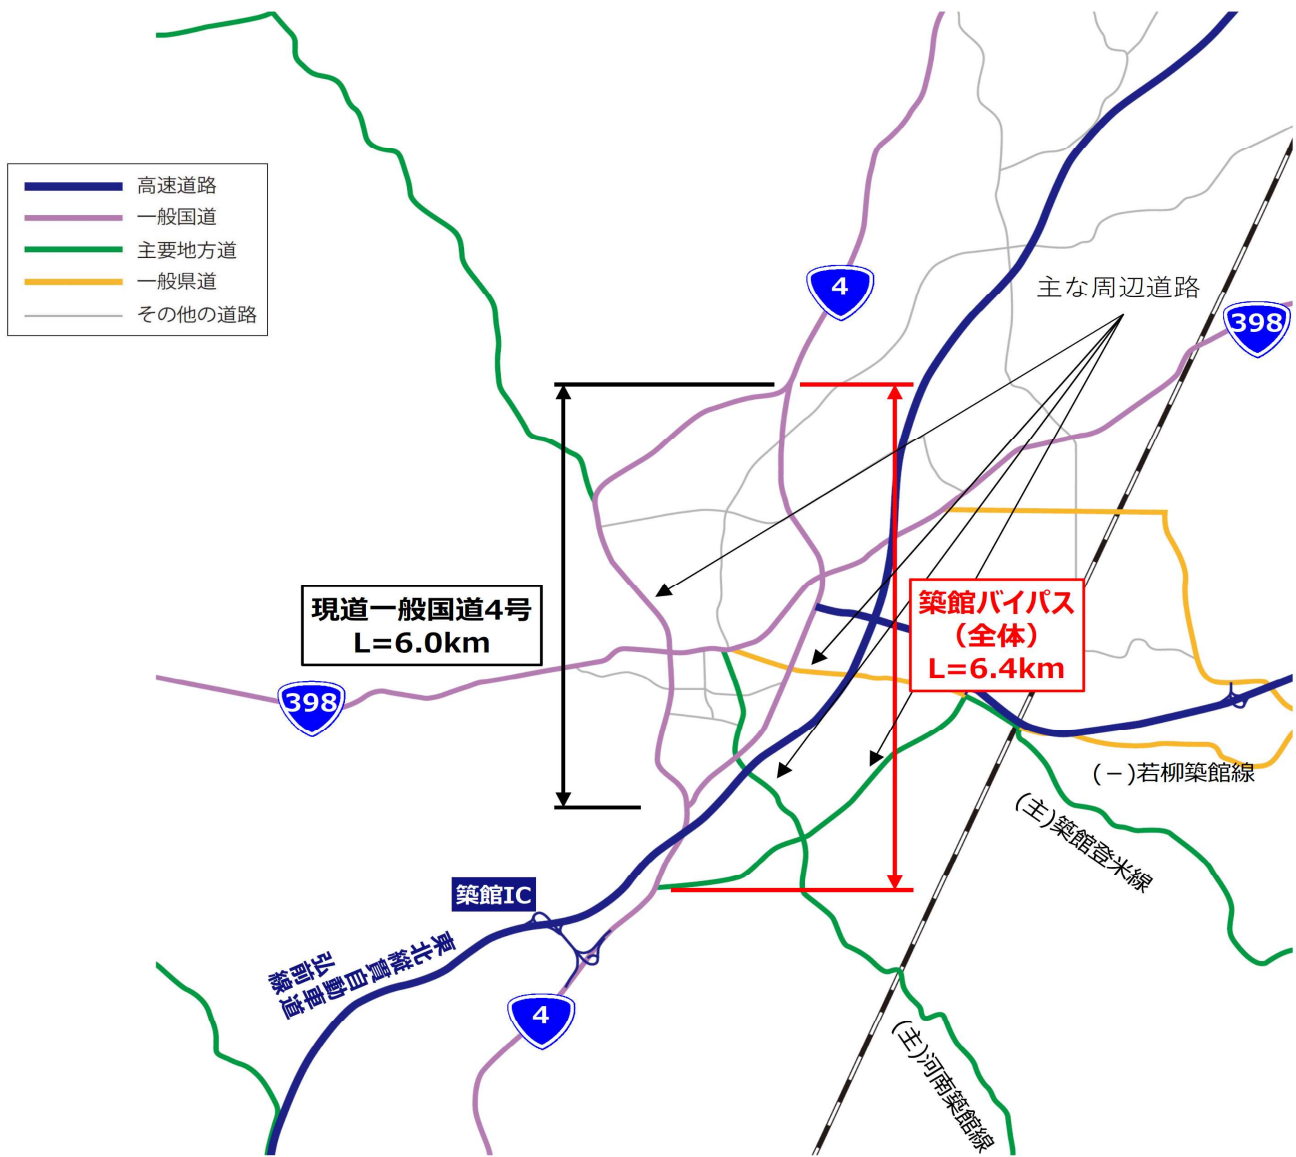 高速道路
一般国道
主要地方道
一般県道
その他の道路
4
主な周辺道路
398
現道一般国道4号
L=6.0km
築館バイパス
（全体）
L=6.4km
398
(－)若柳築館線
(主)築館登米線
築館IC
東北縦貫自動車道
弘前線
4
(主)河南築館線